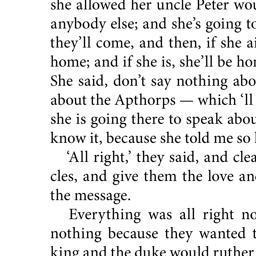 she allowed her uncle Peter wou
anybody else; and she's going to
they'll come, and then, if she ai
home; and if she is, she'll be hor
She said, don't say nothing abo
about the Apthorps — which 'll
she is going there to speak abou
know it, because she told me so
'All right,' they said, and clea
cles, and give them the love an
the message.
Everything was all right no
nothing because they wanted t
king and the duke would ruther